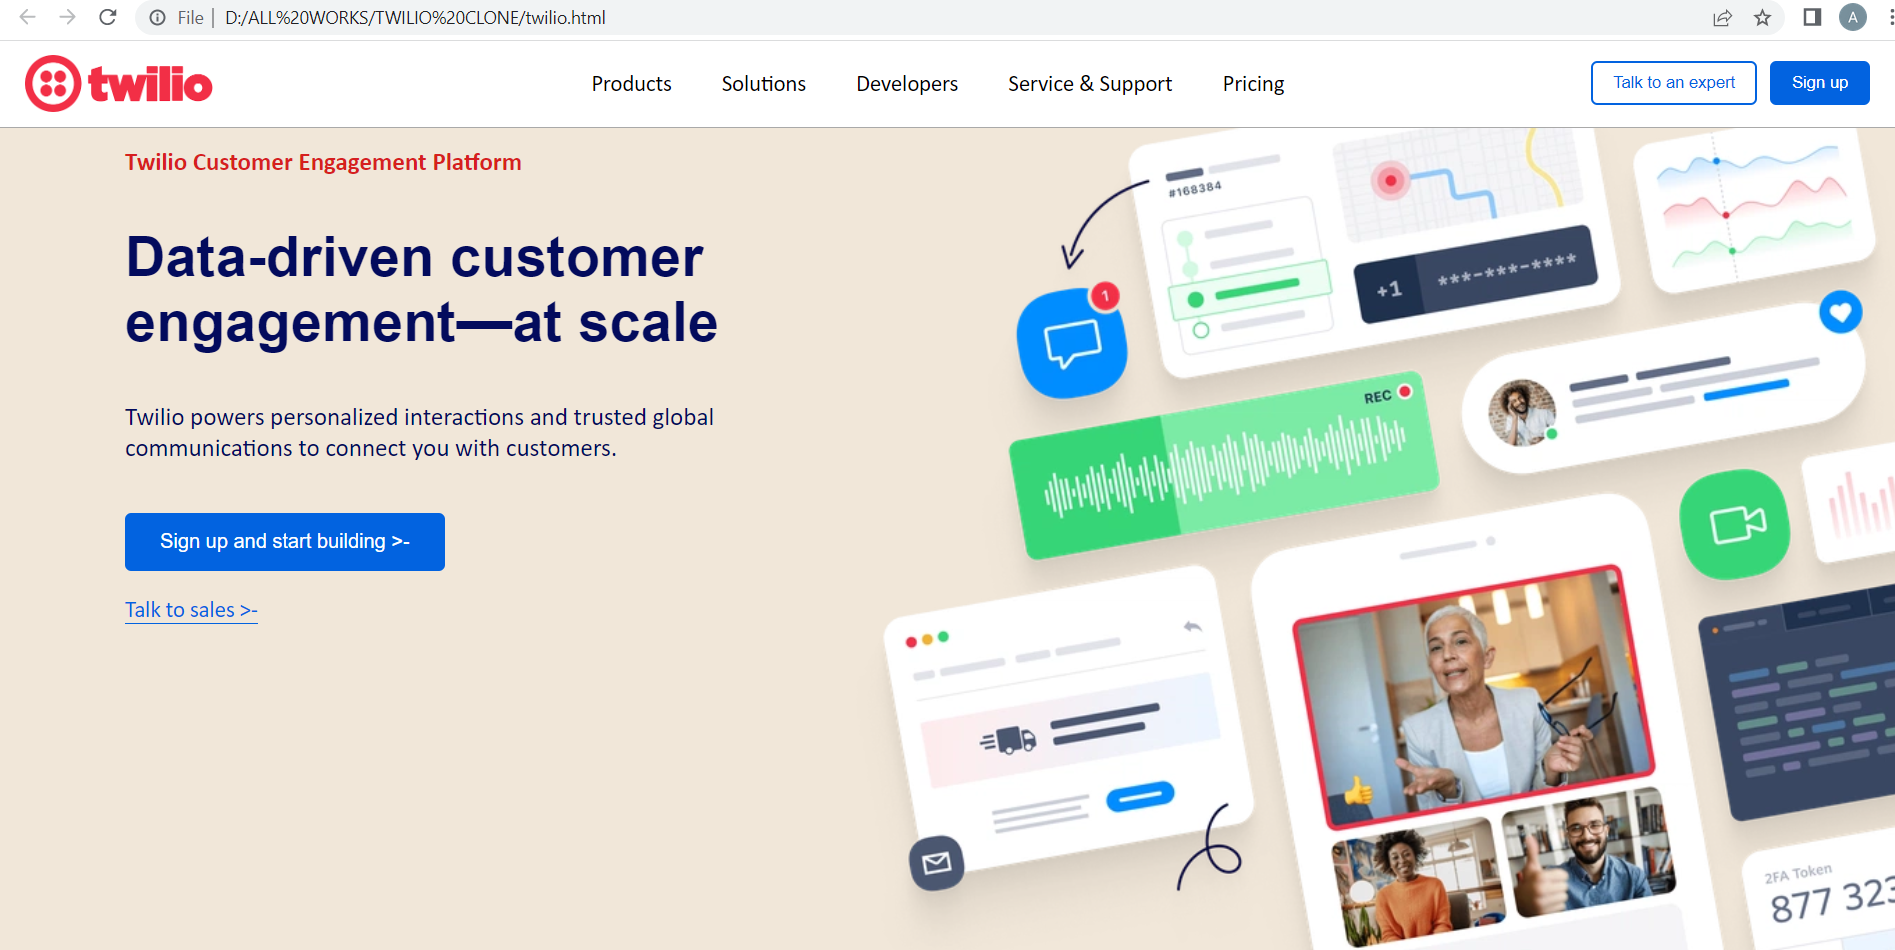 File | D:/ALL%20WORKS/TWILIO%20CLONE/twilio.html
A
twilio
Products Solutions Developers Service & Support Pricing
Talk to an expert
Sign up
Twilio Customer Engagement Platform
Data-driven customer
engagement—at scale
Twilio powers personalized interactions and trusted global
communications to connect you with customers.
Sign up and start building >-
Talk to sales >-
#168384
+1 ***-***-****
1
REC
2FA Token
877 323